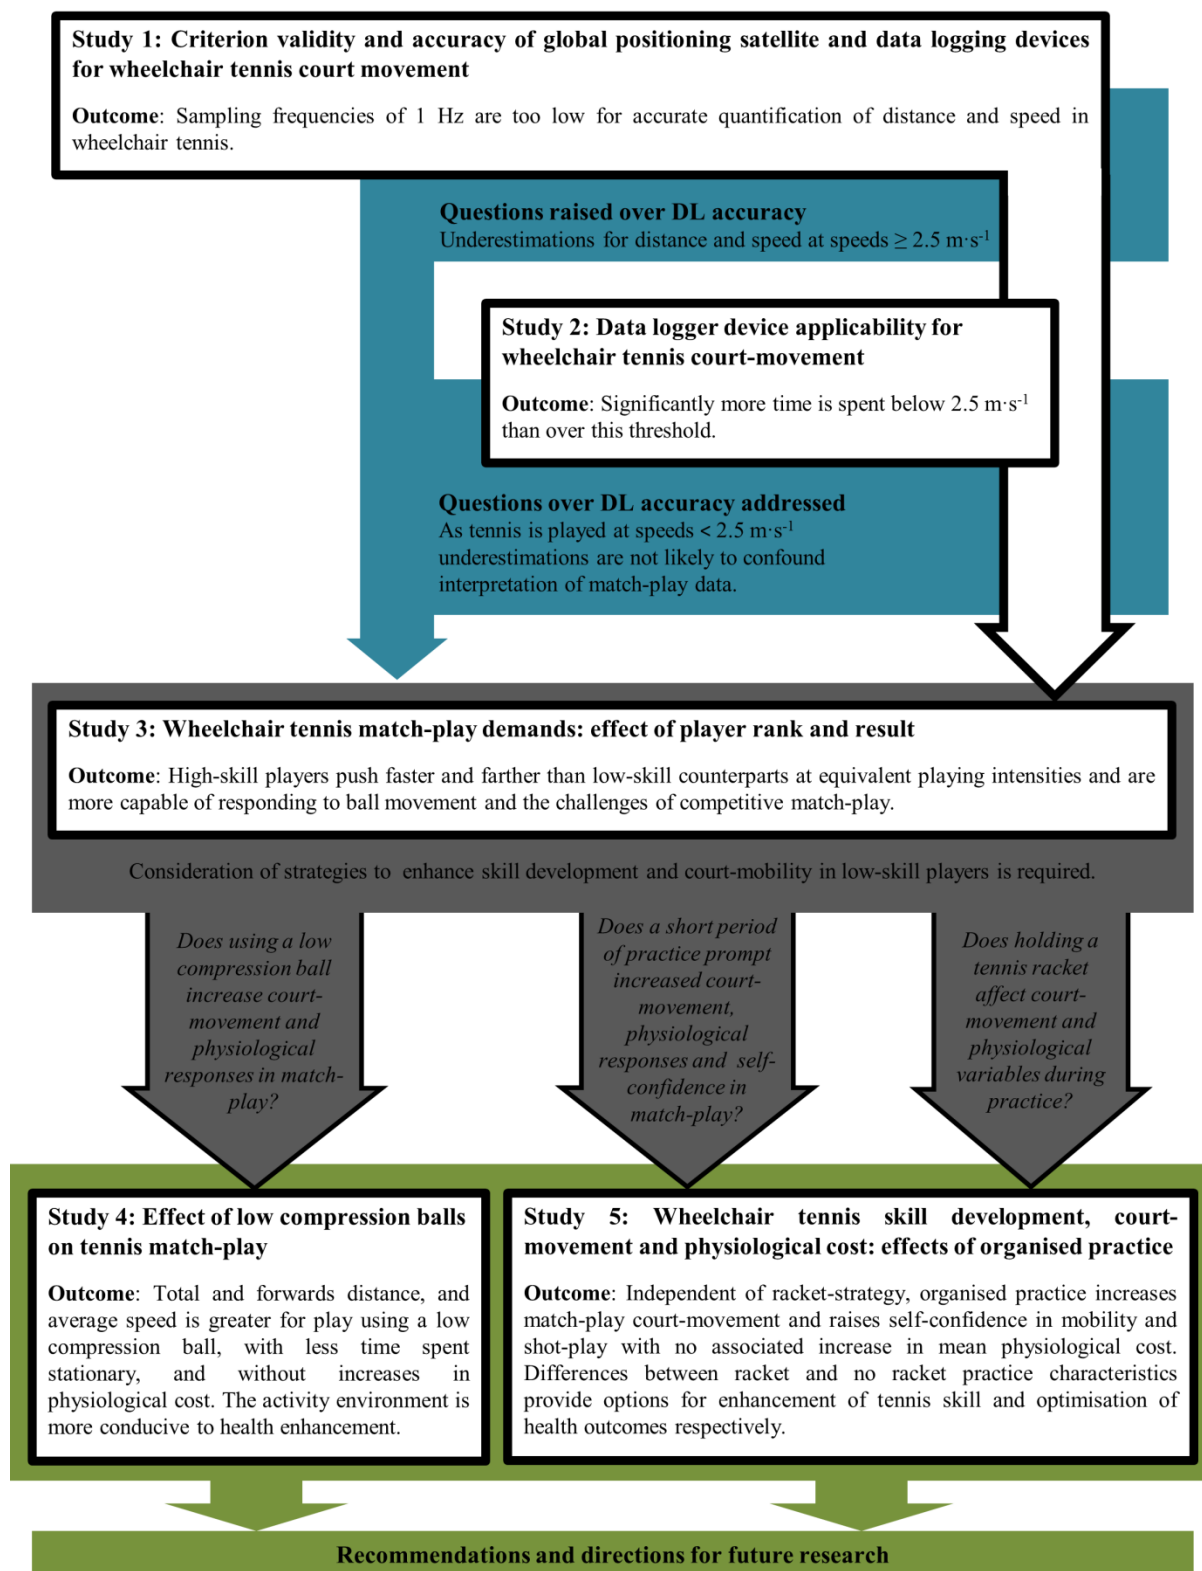 Study 1: Criterion validity and accuracy of global positioning satellite and data logging devices
for wheelchair tennis court movement
Outcome: Sampling frequencies of 1 Hz are too low for accurate quantification of distance and speed in
wheelchair tennis.
Questions raised over DL accuracy
Underestimations for distance and speed at speeds ≥ 2.5 m·s⁻¹
Study 2: Data logger device applicability for
wheelchair tennis court-movement
Outcome: Significantly more time is spent below 2.5 m·s⁻¹
than over this threshold.
Questions over DL accuracy addressed
As tennis is played at speeds < 2.5 m·s⁻¹
underestimations are not likely to confound
interpretation of match-play data.
Study 3: Wheelchair tennis match-play demands: effect of player rank and result
Outcome: High-skill players push faster and farther than low-skill counterparts at equivalent playing intensities and are
more capable of responding to ball movement and the challenges of competitive match-play.
Consideration of strategies to enhance skill development and court-mobility in low-skill players is required.
Does using a low
compression ball
increase court-
movement and
physiological
responses in match-
play?
Does a short period
of practice prompt
increased court-
movement,
physiological
responses and self-
confidence in
match-play?
Does holding a
tennis racket
affect court-
movement and
physiological
variables during
practice?
Study 4: Effect of low compression balls
on tennis match-play
Outcome: Total and forwards distance, and
average speed is greater for play using a low
compression ball, with less time spent
stationary, and without increases in
physiological cost. The activity environment is
more conducive to health enhancement.
Study 5: Wheelchair tennis skill development, court-
movement and physiological cost: effects of organised practice
Outcome: Independent of racket-strategy, organised practice increases
match-play court-movement and raises self-confidence in mobility and
shot-play with no associated increase in mean physiological cost.
Differences between racket and no racket practice characteristics
provide options for enhancement of tennis skill and optimisation of
health outcomes respectively.
Recommendations and directions for future research